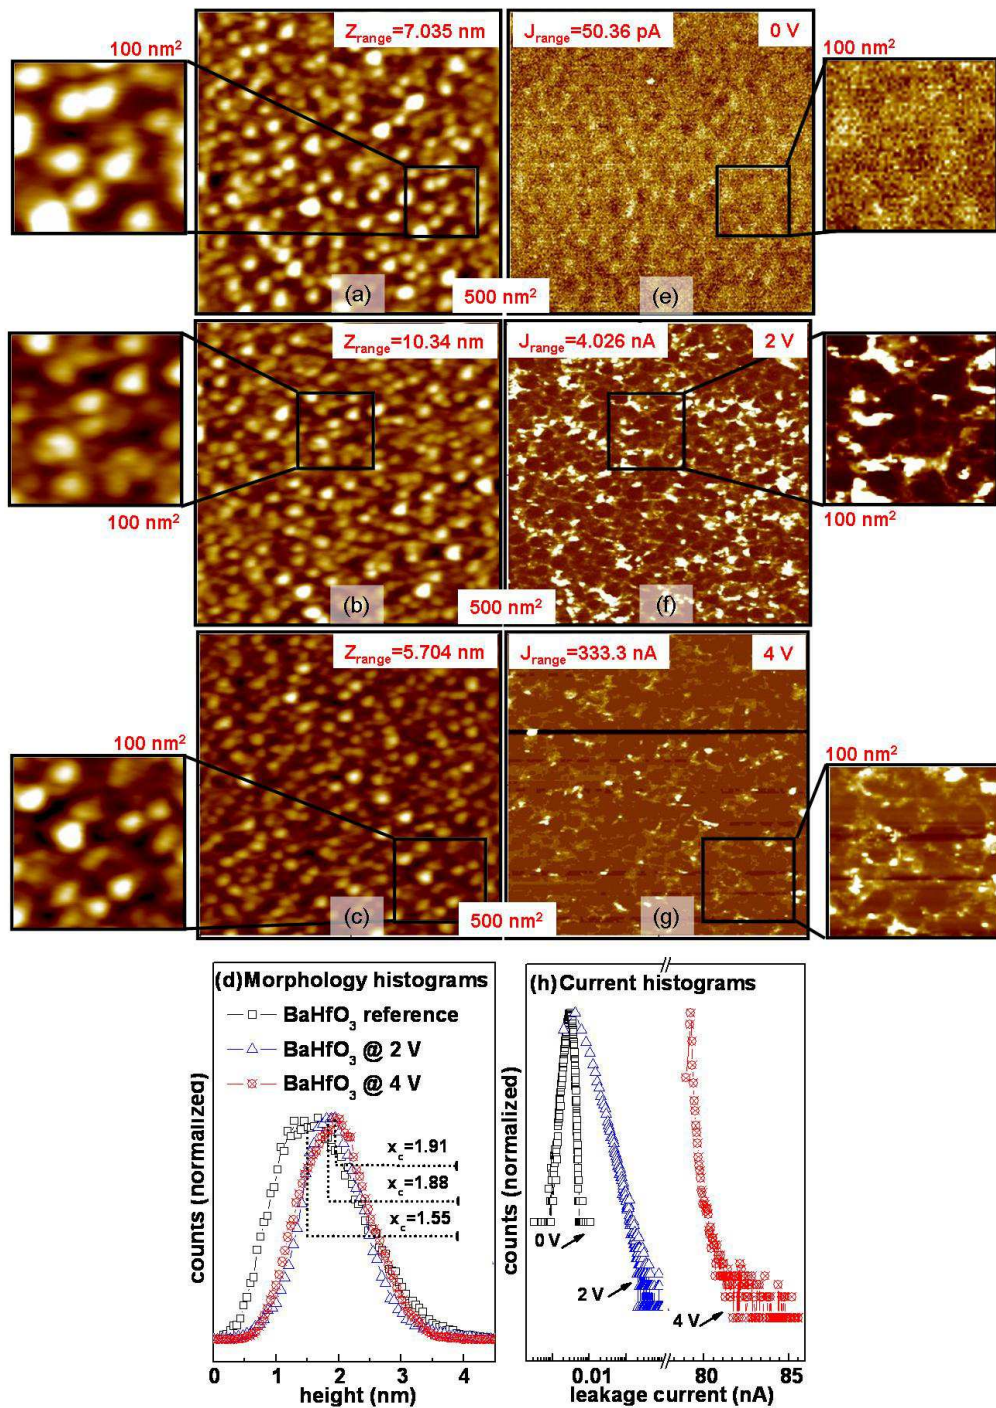 Z_range=7.035 nm
J_range=50.36 pA
0 V
100 nm²
100 nm²
(a)
500 nm²
(e)
Z_range=10.34 nm
J_range=4.026 nA
2 V
100 nm²
100 nm²
(b)
500 nm²
(f)
Z_range=5.704 nm
J_range=333.3 nA
4 V
100 nm²
100 nm²
(c)
500 nm²
(g)
(d) Morphology histograms
BaHfO₃ reference
BaHfO₃ @ 2 V
BaHfO₃ @ 4 V
x_c=1.91
x_c=1.88
x_c=1.55
counts (normalized)
0 1 2 3 4
height (nm)
(h) Current histograms
0 V
2 V
4 V
counts (normalized)
0.01 80 85
leakage current (nA)